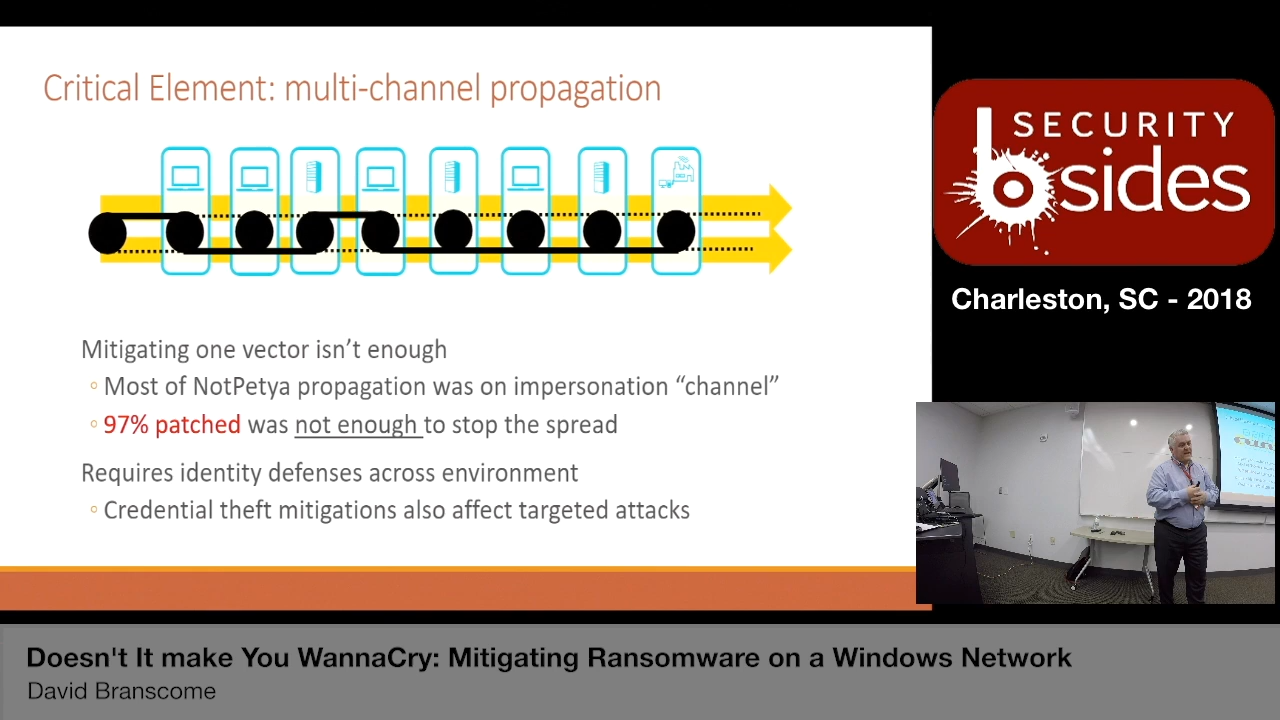 Critical Element: multi-channel propagation
Mitigating one vector isn't enough
Most of NotPetya propagation was on impersonation “channel”
97% patched was not enough to stop the spread
Requires identity defenses across environment
Credential theft mitigations also affect targeted attacks
SECURITY
bsides
Charleston, SC - 2018
Doesn't It make You WannaCry: Mitigating Ransomware on a Windows Network
David Branscome